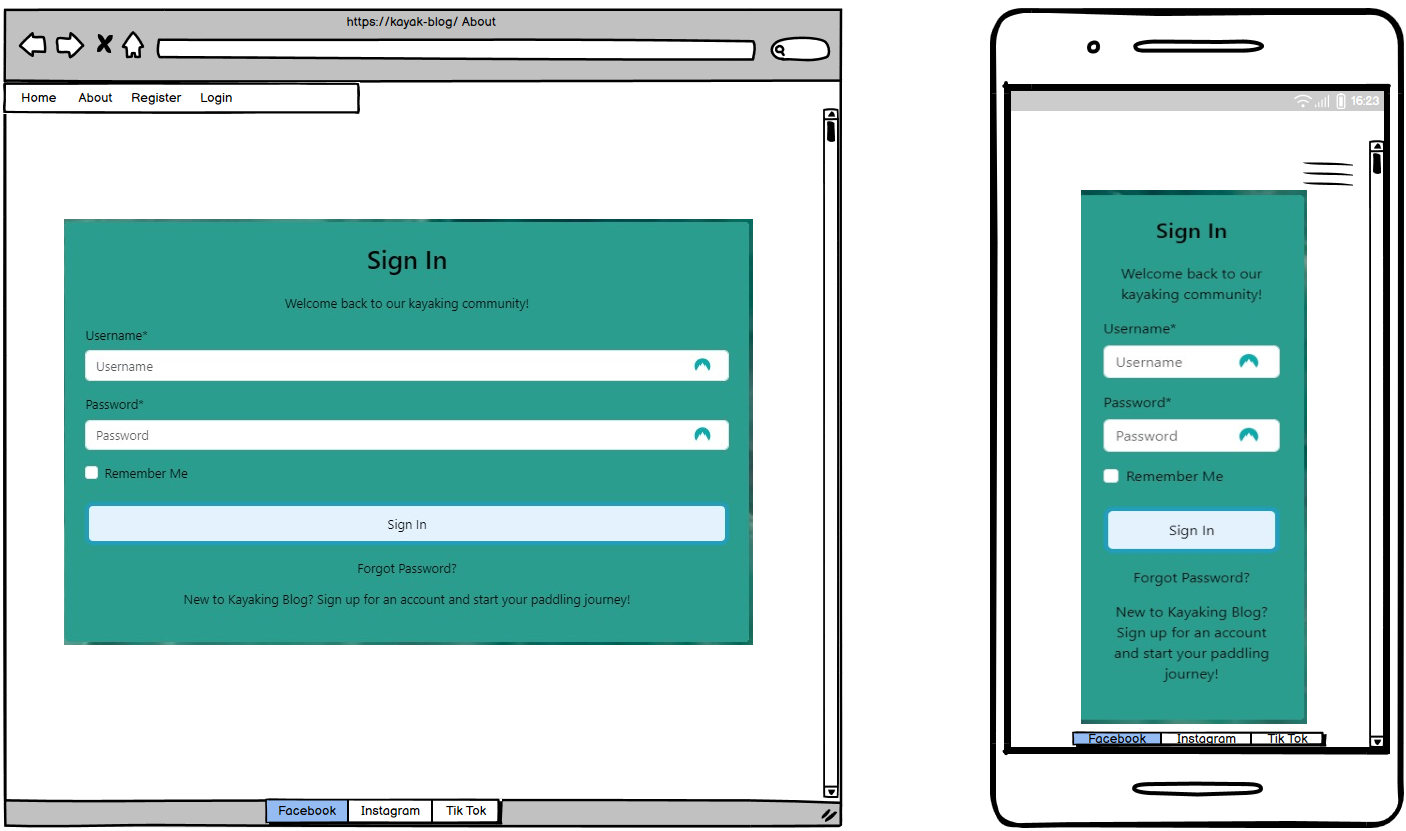 https://kayak-blog/ About
Home About Register Login
Sign In
Welcome back to our kayaking community!
Username*
Username
Password*
Password
Remember Me
Sign In
Forgot Password?
New to Kayaking Blog? Sign up for an account and start your paddling journey!
Facebook Instagram Tik Tok
16:23
Sign In
Welcome back to our
kayaking community!
Username*
Username
Password*
Password
Remember Me
Sign In
Forgot Password?
New to Kayaking Blog?
Sign up for an account
and start your paddling
journey!
Facebook Instagram Tik Tok